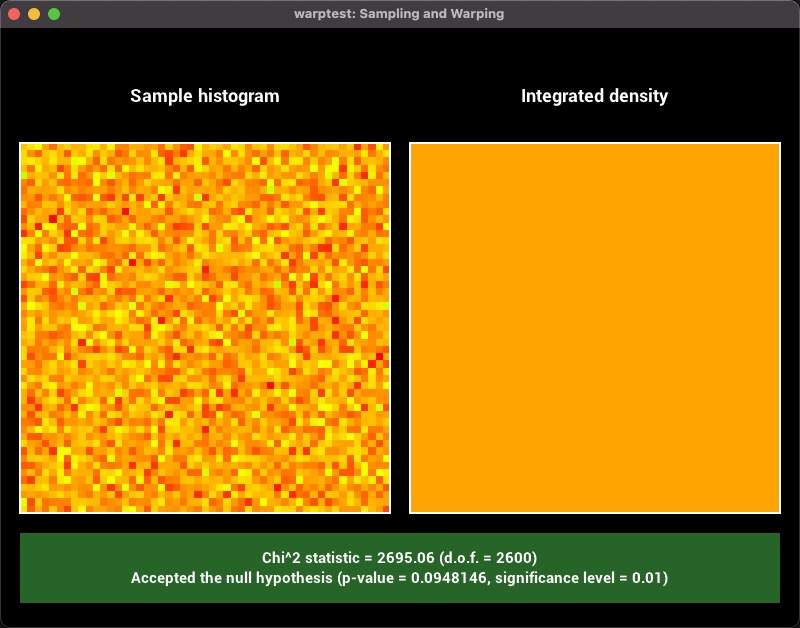 warptest: Sampling and Warping
Sample histogram
Integrated density
Chi^2 statistic = 2695.06 (d.o.f. = 2600)
Accepted the null hypothesis (p-value = 0.0948146, significance level = 0.01)